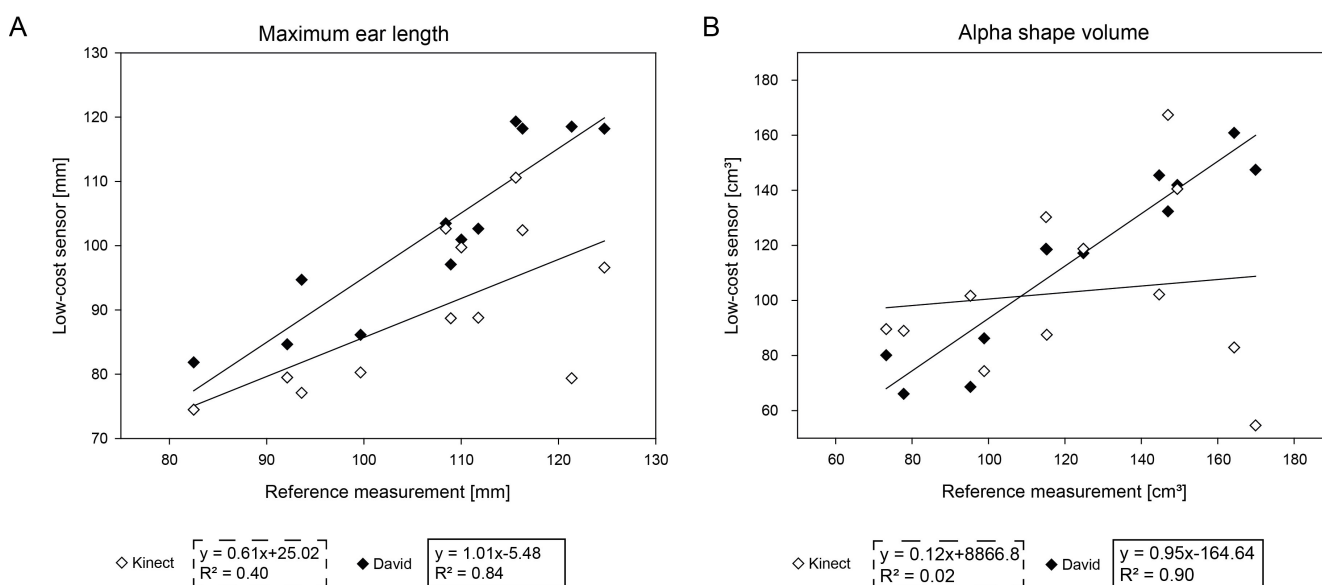 A
Maximum ear length
130
120
110
100
90
80
70
Low-cost sensor [mm]
80 90 100 110 120 130
Reference measurement [mm]
Kinect
y = 0.61x+25.02
R² = 0.40
David
y = 1.01x-5.48
R² = 0.84
B
Alpha shape volume
180
160
140
120
100
80
60
Low-cost sensor [cm³]
60 80 100 120 140 160 180
Reference measurement [cm³]
Kinect
y = 0.12x+8866.8
R² = 0.02
David
y = 0.95x-164.64
R² = 0.90